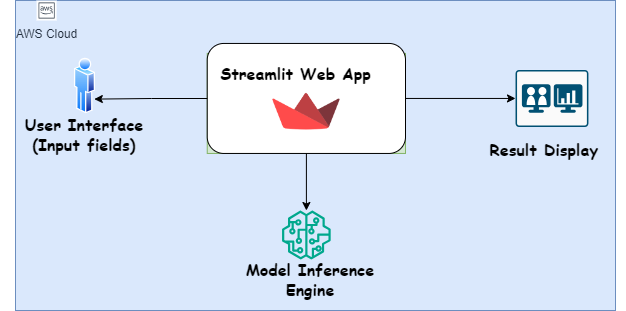 aws
AWS Cloud
Streamlit Web App
User Interface
(Input fields)
Result Display
Model Inference
Engine